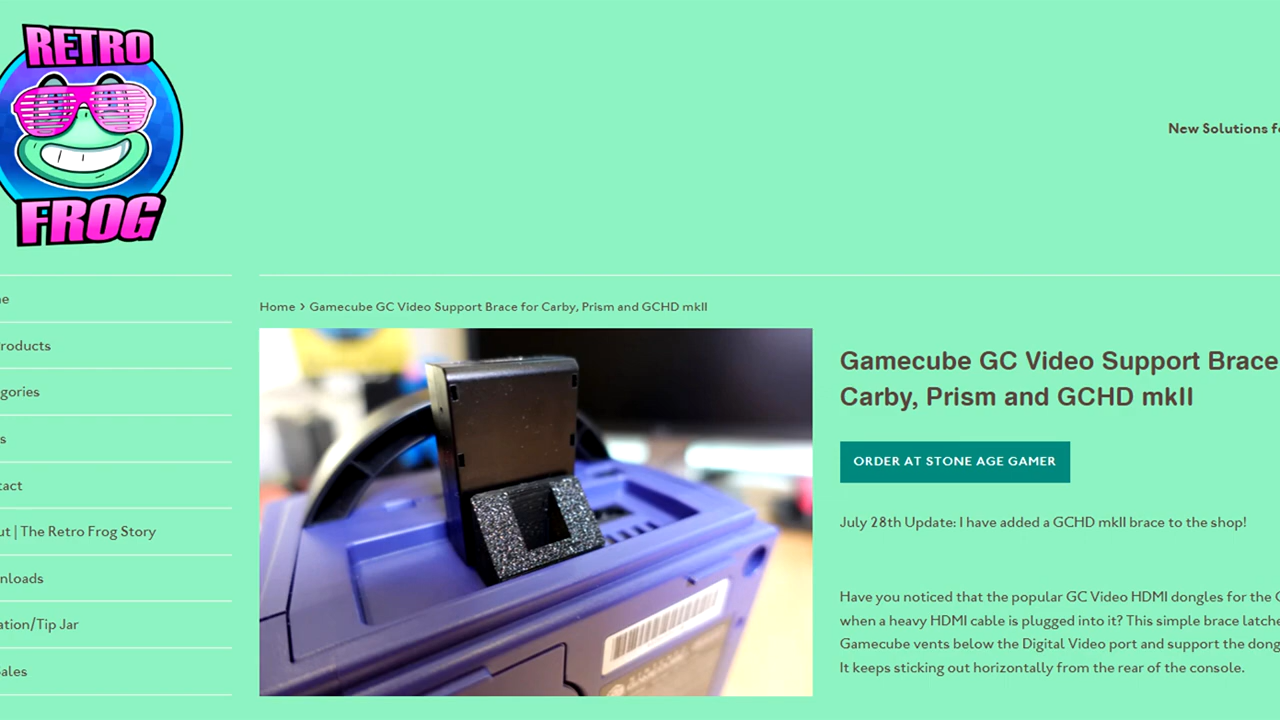 RETRO
FROG
New Solutions
roducts
gories
tact
ut | The Retro Frog Story
nloads
ation/Tip Jar
ales
Home › Gamecube GC Video Support Brace for Carby, Prism and GCHD mkII
Gamecube GC Video Support Brace
Carby, Prism and GCHD mkII
ORDER AT STONE AGE GAMER
July 28th Update: I have added a GCHD mkII brace to the shop!
Have you noticed that the popular GC Video HDMI dongles for the
when a heavy HDMI cable is plugged into it? This simple brace
Gamecube vents below the Digital Video port and support the
It keeps sticking out horizontally from the rear of the console.